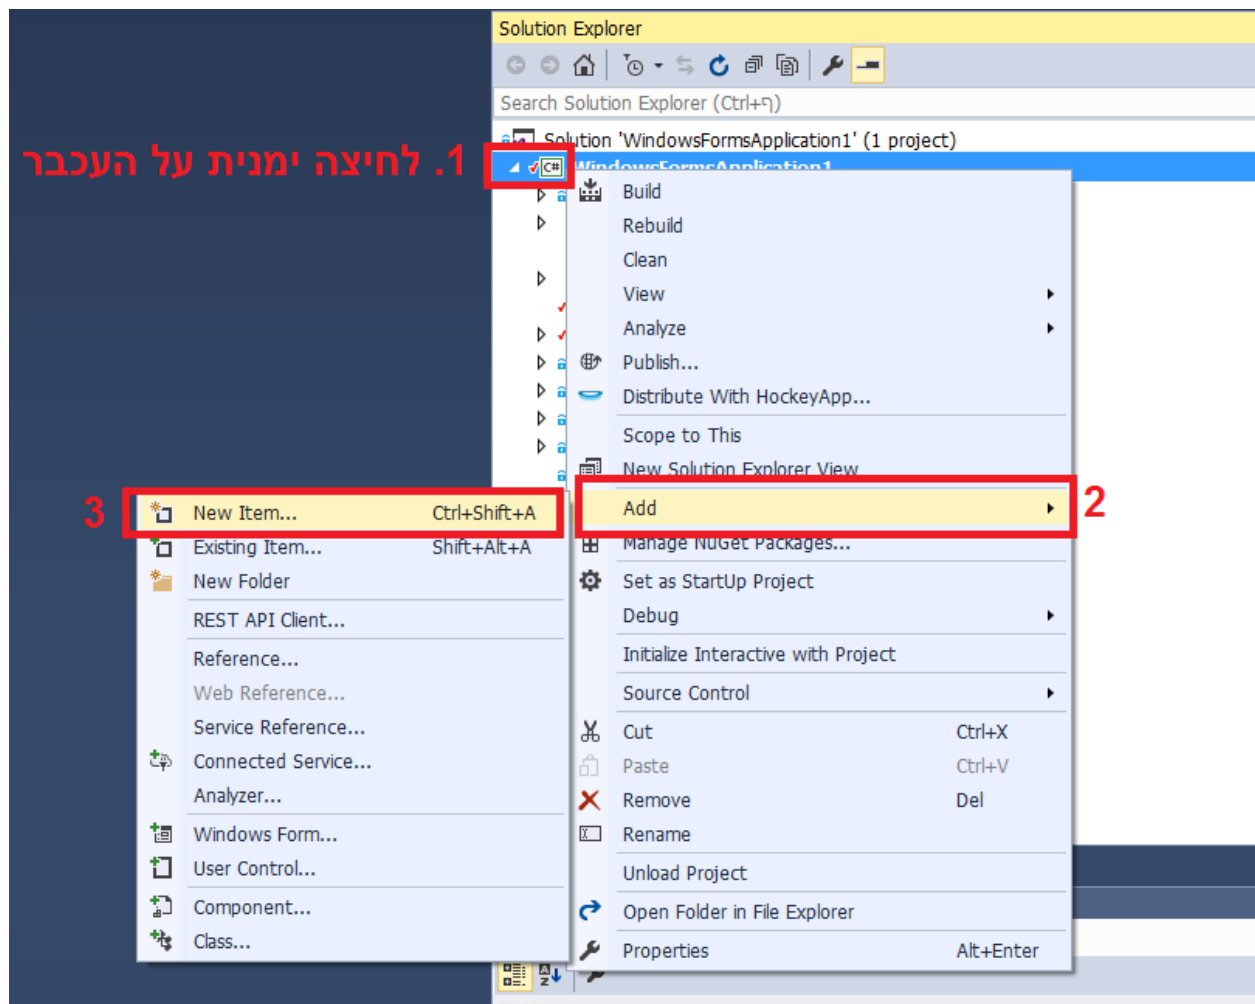 Solution Explorer
Search Solution Explorer (Ctrl+ף)
Solution 'WindowsFormsApplication1' (1 project)
1. לחיצה ימנית על העכבר
C# WindowsFormsApplication1
Build
Rebuild
Clean
View
Analyze
Publish...
Distribute With HockeyApp...
Scope to This
New Solution Explorer View
Add
2
Manage NuGet Packages...
Set as StartUp Project
Debug
Initialize Interactive with Project
Source Control
Cut Ctrl+X
Paste Ctrl+V
Remove Del
Rename
Unload Project
Open Folder in File Explorer
Properties Alt+Enter
3
New Item... Ctrl+Shift+A
Existing Item... Shift+Alt+A
New Folder
REST API Client...
Reference...
Web Reference...
Service Reference...
Connected Service...
Analyzer...
Windows Form...
User Control...
Component...
Class...